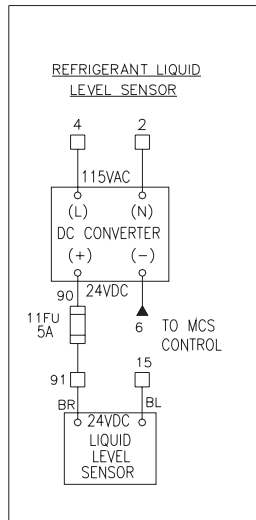 REFRIGERANT LIQUID
LEVEL SENSOR
4 2
115VAC
(L) (N)
DC CONVERTER
(+) (-)
24VDC
90
11FU
5A
6 TO MCS
CONTROL
91 15
BR BL
24VDC
LIQUID
LEVEL
SENSOR